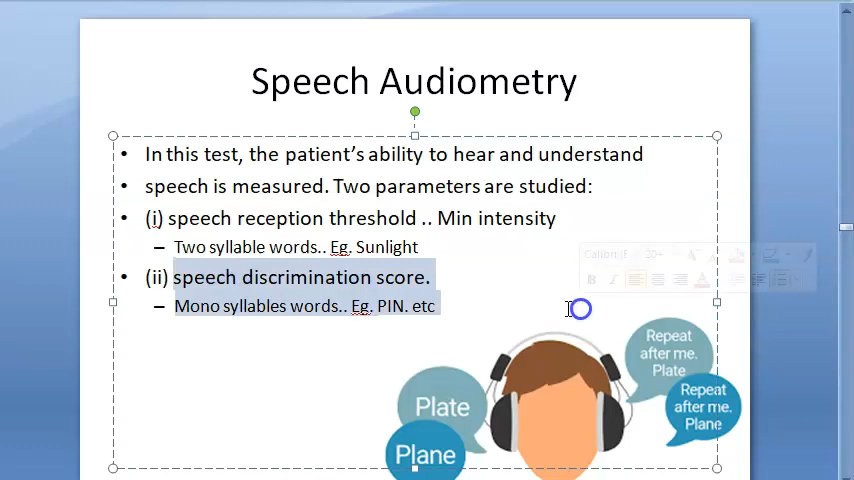 Speech Audiometry
• In this test, the patient's ability to hear and understand
• speech is measured. Two parameters are studied:
• (i) speech reception threshold .. Min intensity
– Two syllable words.. Eg. Sunlight
• (ii) speech discrimination score.
– Mono syllables words.. Eg. PIN. etc
Repeat
after me.
Plate
Repeat
after me.
Plane
Plate
Plane